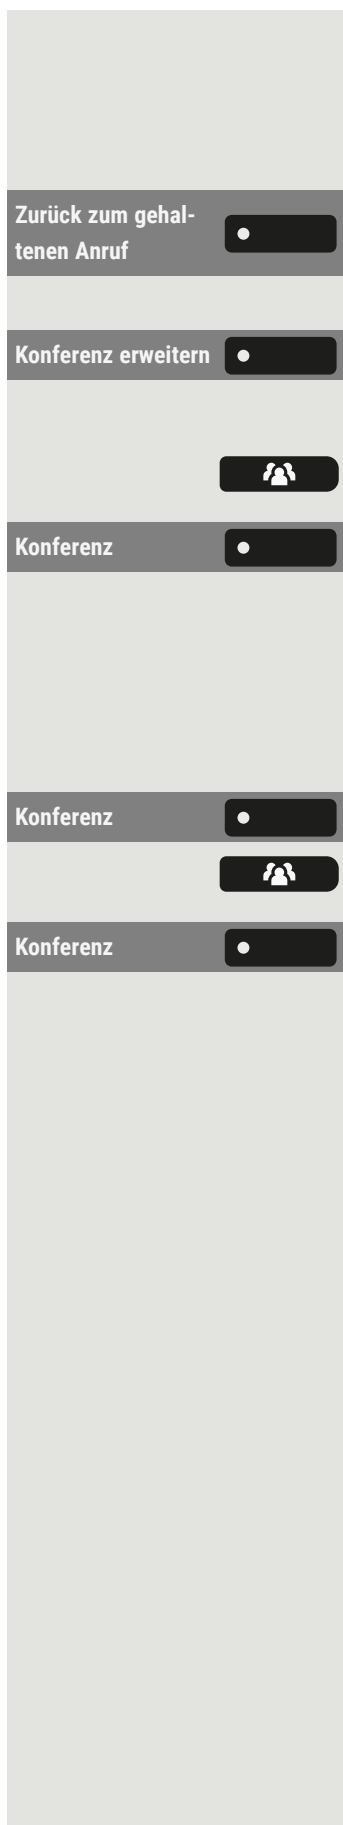 Zurück zum gehal-
tenen Anruf
Konferenz erweitern
Konferenz
Konferenz
Konferenz